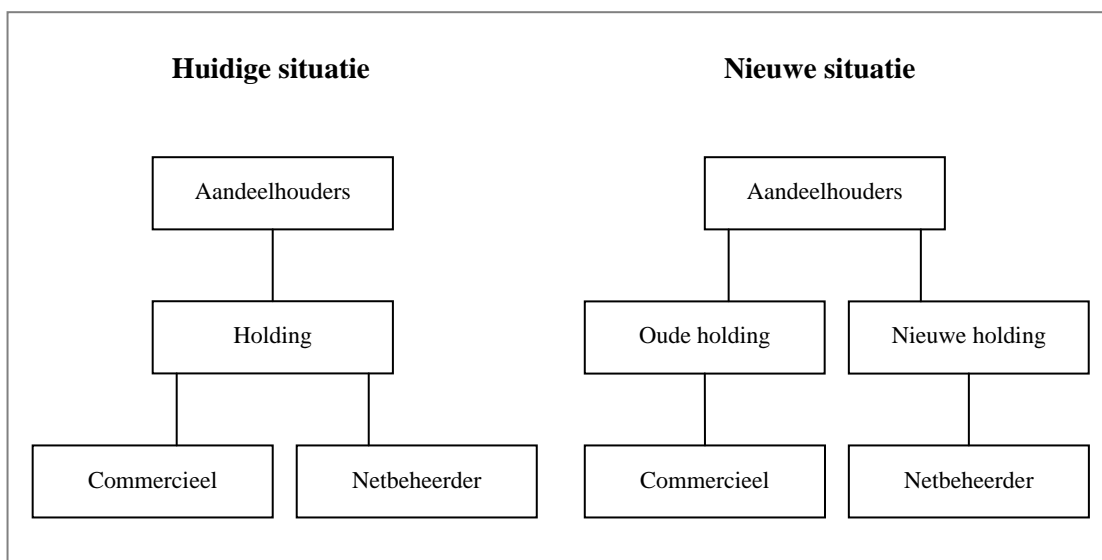 Huidige situatie
Aandeelhouders
Holding
Commercieel
Netbeheerder
Nieuwe situatie
Aandeelhouders
Oude holding
Nieuwe holding
Commercieel
Netbeheerder